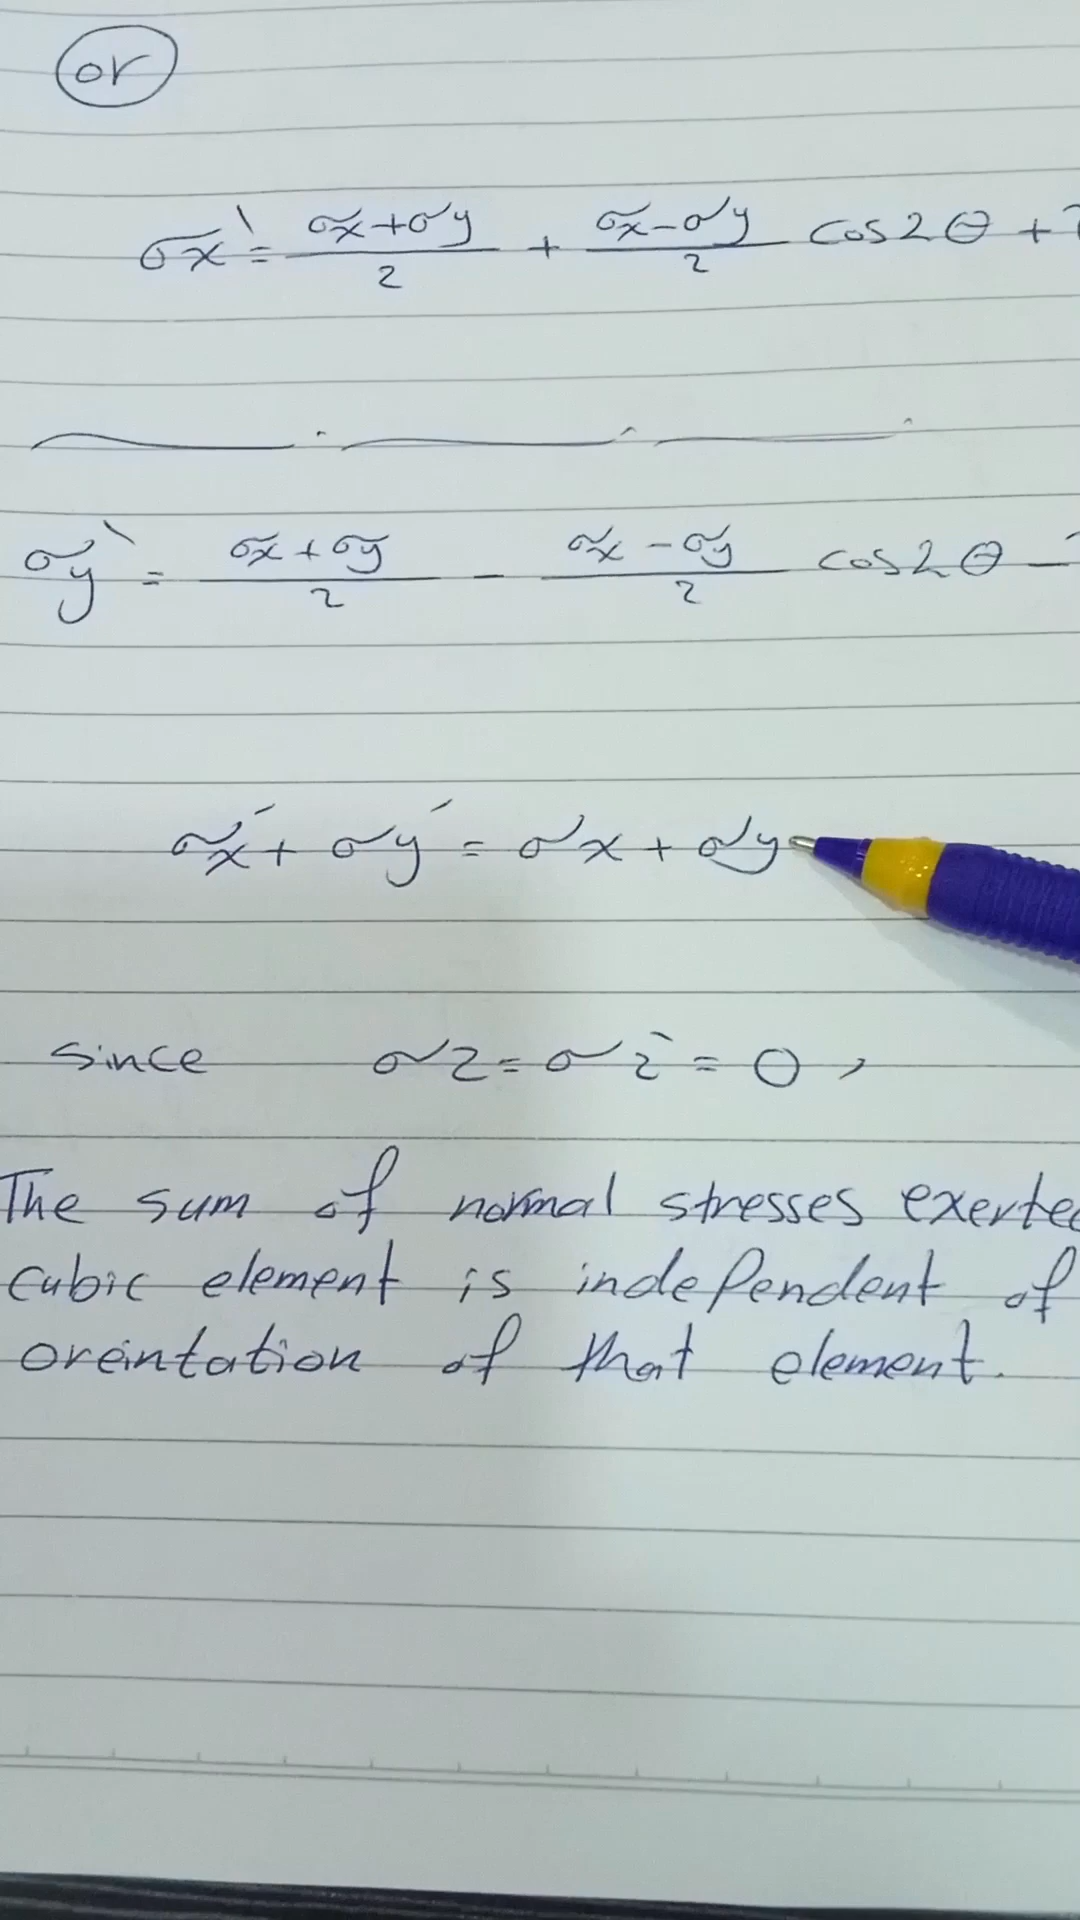 or
σx' = σx+σy/2 + σx-σy/2 cos2θ +
σy' = σx+σy/2 - σx-σy/2 cos2θ -
σx' + σy' = σx + σy
since σz = σz' = 0,
The sum of normal stresses exerted
cubic element is independent of
oreintation of that element.